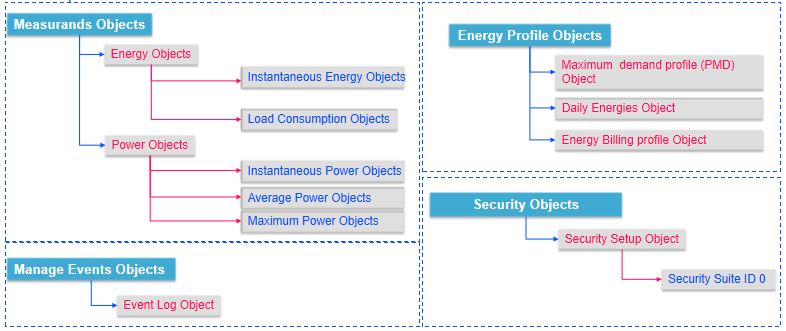 Measurands Objects
Energy Objects
Instantaneous Energy Objects
Load Consumption Objects
Power Objects
Instantaneous Power Objects
Average Power Objects
Maximum Power Objects
Manage Events Objects
Event Log Object
Energy Profile Objects
Maximum demand profile (PMD)
Object
Daily Energies Object
Energy Billing profile Object
Security Objects
Security Setup Object
Security Suite ID 0